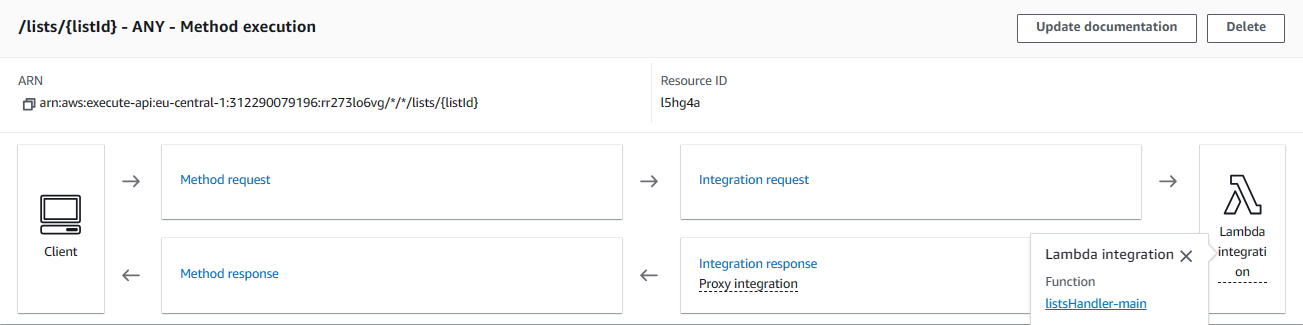 /lists/{listId} - ANY - Method execution
Update documentation
Delete
ARN
arn:aws:execute-api:eu-central-1:312290079196:rr273lo6vg/*/*/lists/{listId}
Resource ID
l5hg4a
Client
Method request
Integration request
Lambda
integrati
on
Method response
Integration response
Proxy integration
Lambda integration
Function
listsHandler-main